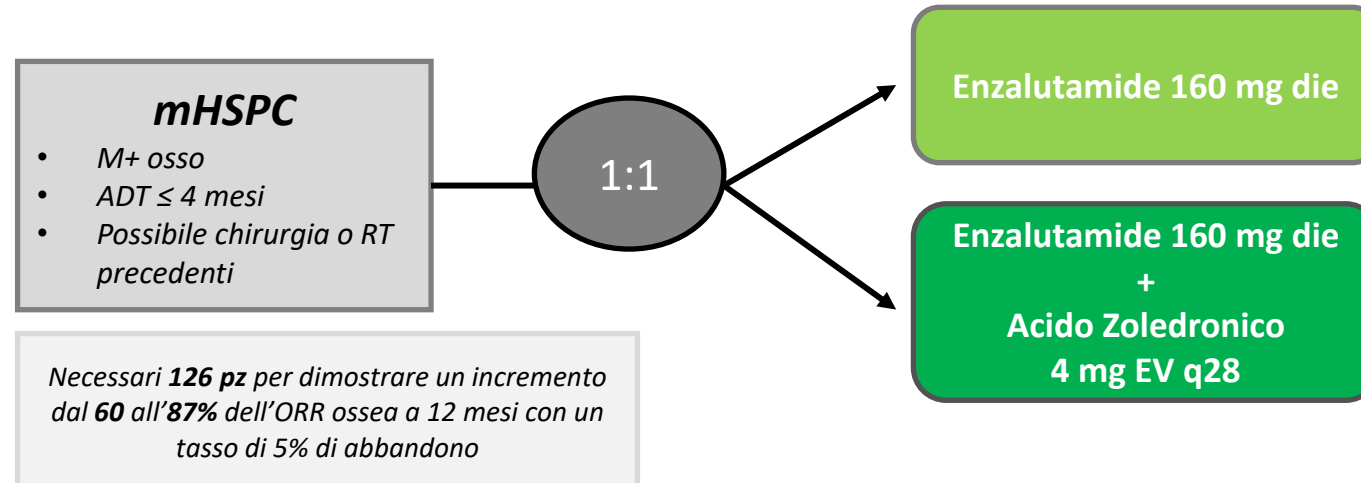 mHSPC
• M+ osso
• ADT ≤ 4 mesi
• Possibile chirurgia o RT
precedenti
1:1
Enzalutamide 160 mg die
Enzalutamide 160 mg die
+
Acido Zoledronico
4 mg EV q28
Necessari 126 pz per dimostrare un incremento
dal 60 all'87% dell'ORR ossea a 12 mesi con un
tasso di 5% di abbandono